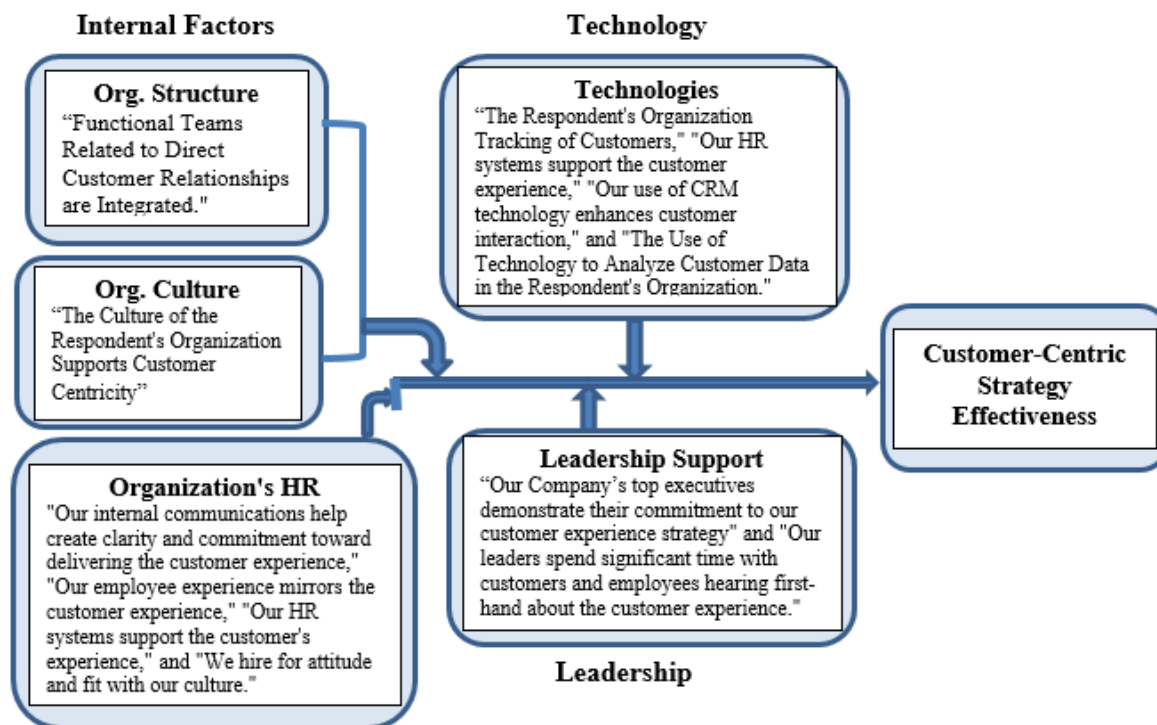 Internal Factors
Org. Structure
“Functional Teams
Related to Direct
Customer Relationships
are Integrated."
Org. Culture
“The Culture of the
Respondent's Organization
Supports Customer
Centricity”
Organization's HR
"Our internal communications help
create clarity and commitment toward
delivering the customer experience,"
"Our employee experience mirrors the
customer experience," "Our HR
systems support the customer's
experience," and "We hire for attitude
and fit with our culture."
Technology
Technologies
“The Respondent's Organization
Tracking of Customers," "Our HR
systems support the customer
experience," "Our use of CRM
technology enhances customer
interaction," and "The Use of
Technology to Analyze Customer Data
in the Respondent's Organization."
Leadership Support
“Our Company’s top executives
demonstrate their commitment to our
customer experience strategy" and "Our
leaders spend significant time with
customers and employees hearing first-
hand about the customer experience."
Leadership
Customer-Centric
Strategy
Effectiveness